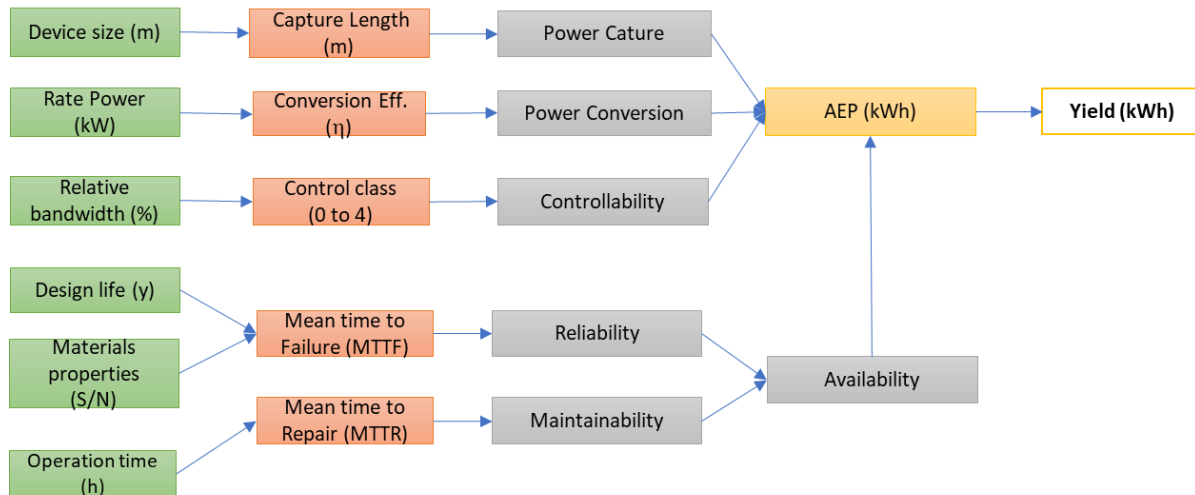 Device size (m)
Capture Length
(m)
Power Cature
Rate Power
(kW)
Conversion Eff.
(η)
Power Conversion
AEP (kWh)
Yield (kWh)
Relative
bandwidth (%)
Control class
(0 to 4)
Controllability
Design life (y)
Materials
properties
(S/N)
Mean time to
Failure (MTTF)
Reliability
Availability
Operation time
(h)
Mean time to
Repair (MTTR)
Maintainability